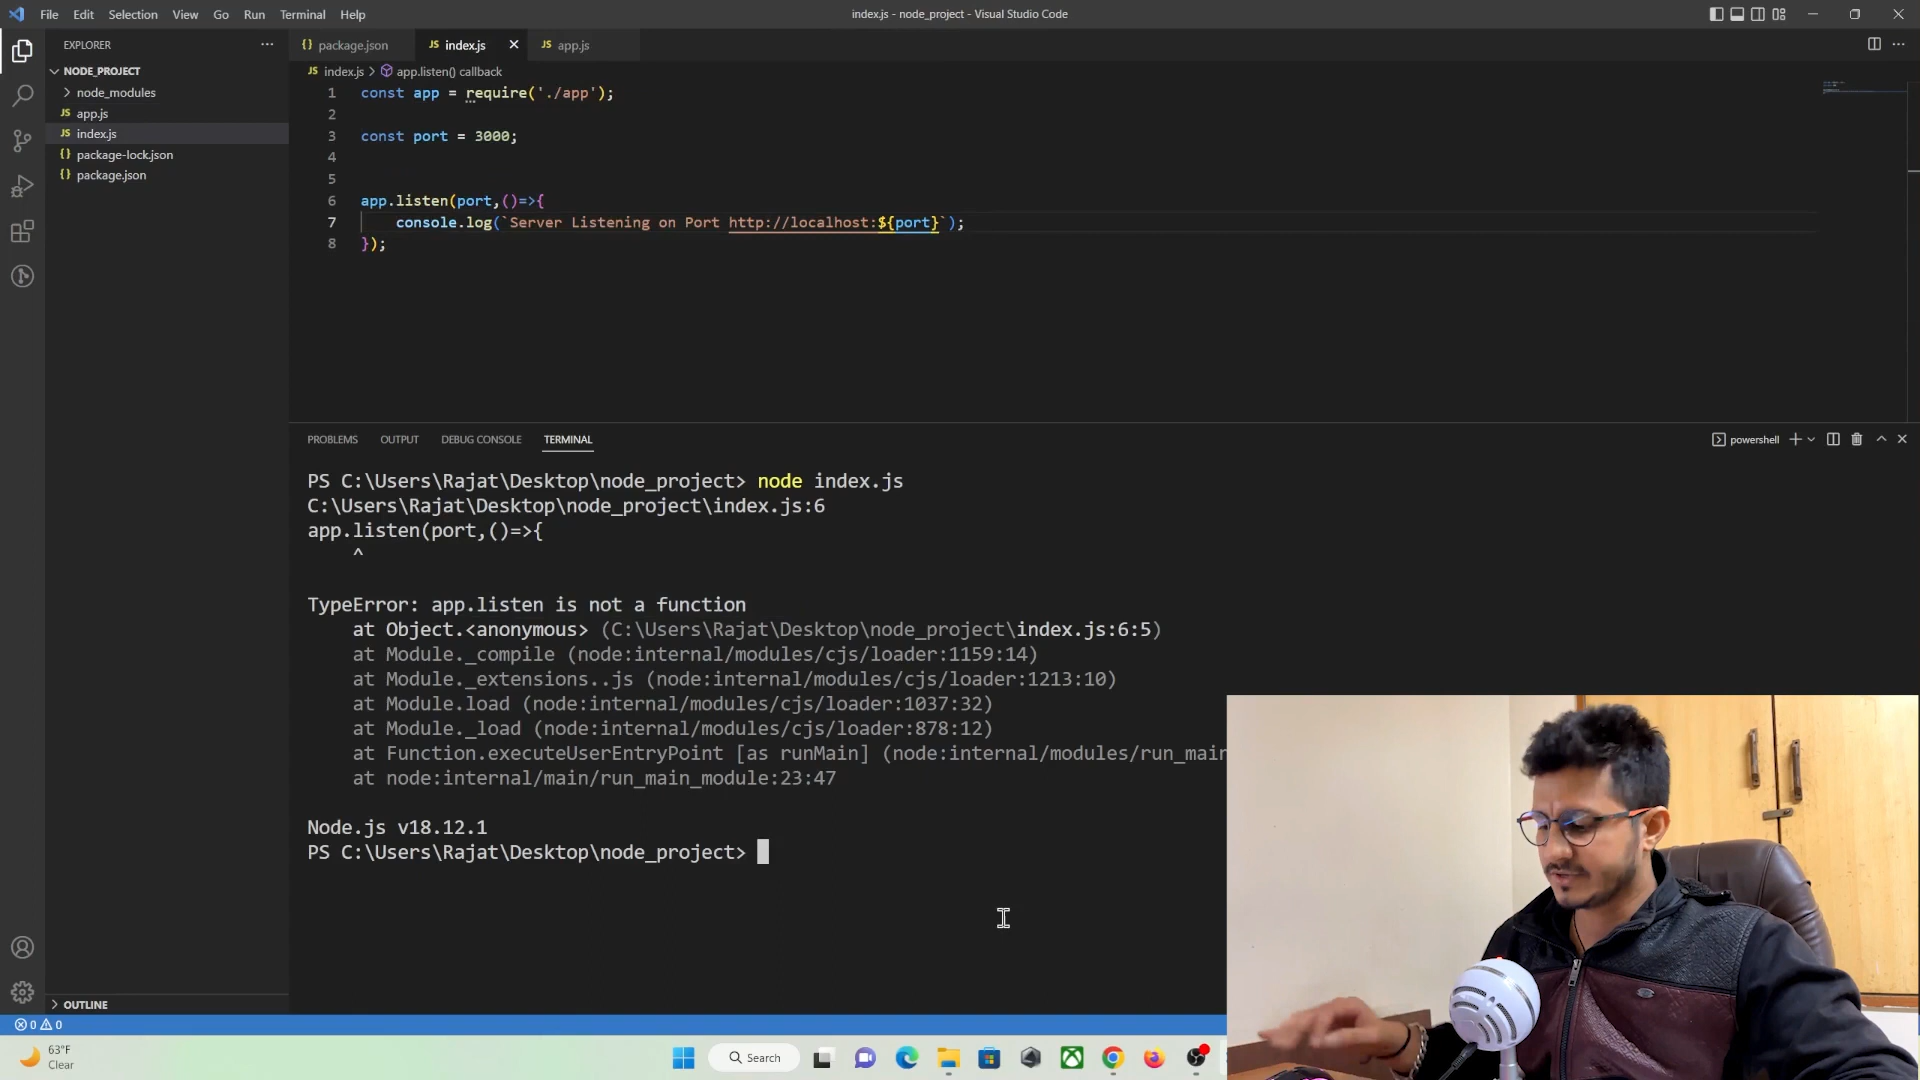 File Edit Selection View Go Run Terminal Help
index.js - node_project - Visual Studio Code
EXPLORER
NODE_PROJECT
node_modules
JS app.js
JS index.js
{} package-lock.json
{} package.json
OUTLINE
{} package.json JS index.js JS app.js
JS index.js > app.listen() callback
1 const app = require('./app');
2
3 const port = 3000;
4
5
6 app.listen(port,()=>{
7 console.log(`Server Listening on Port http://localhost:${port}`);
8 });
PROBLEMS OUTPUT DEBUG CONSOLE TERMINAL
powershell
PS C:\Users\Rajat\Desktop\node_project> node index.js
C:\Users\Rajat\Desktop\node_project\index.js:6
app.listen(port,()=>{
^
TypeError: app.listen is not a function
at Object.<anonymous> (C:\Users\Rajat\Desktop\node_project\index.js:6:5)
at Module._compile (node:internal/modules/cjs/loader:1159:14)
at Module._extensions..js (node:internal/modules/cjs/loader:1213:10)
at Module.load (node:internal/modules/cjs/loader:1037:32)
at Module._load (node:internal/modules/cjs/loader:878:12)
at Function.executeUserEntryPoint [as runMain] (node:internal/modules/run_main
at node:internal/main/run_main_module:23:47
Node.js v18.12.1
PS C:\Users\Rajat\Desktop\node_project>
0 0
63°F
Clear
Search